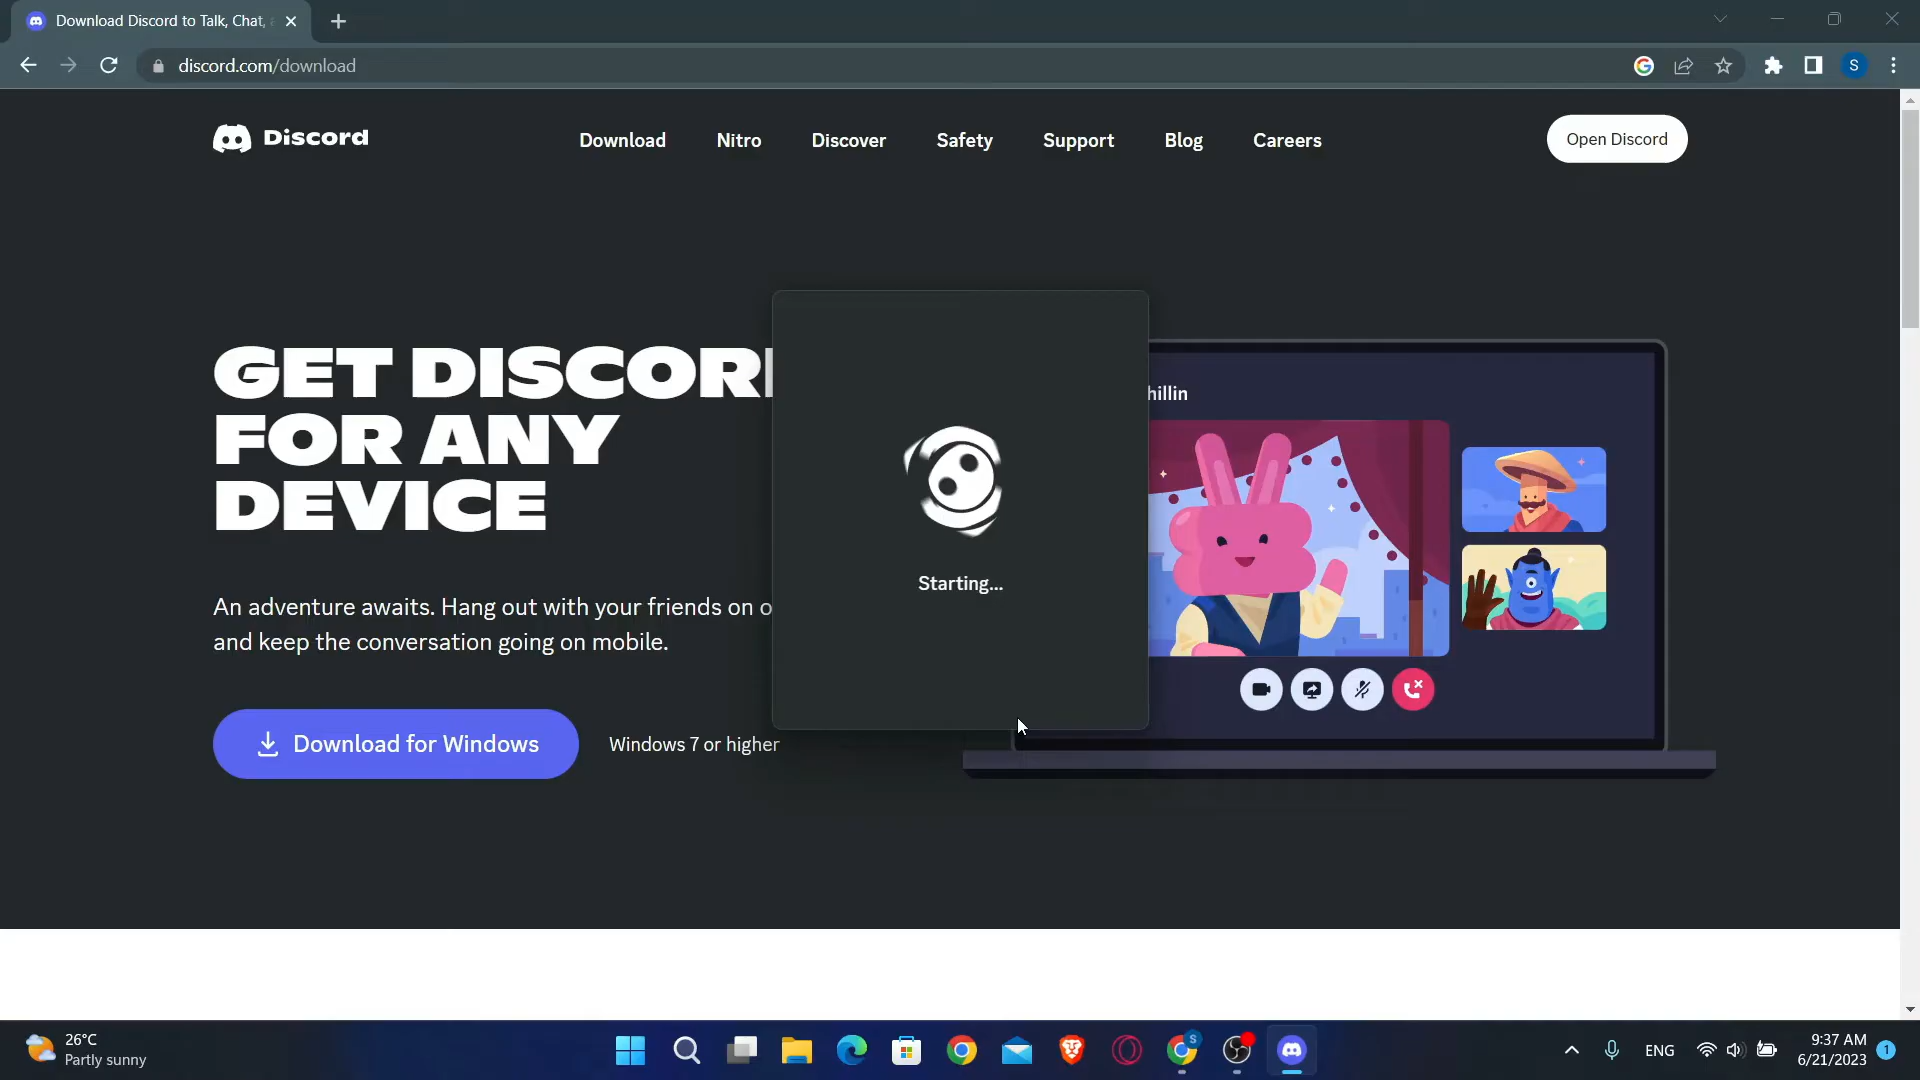 Download Discord to Talk, Chat,
discord.com/download
S
Discord
Download
Nitro
Discover
Safety
Support
Blog
Careers
Open Discord
GET DISCOR
FOR ANY
DEVICE
hillin
Starting...
An adventure awaits. Hang out with your friends on o
and keep the conversation going on mobile.
Download for Windows
Windows 7 or higher
26°C
Partly sunny
S
ENG
9:37 AM
6/21/2023
1